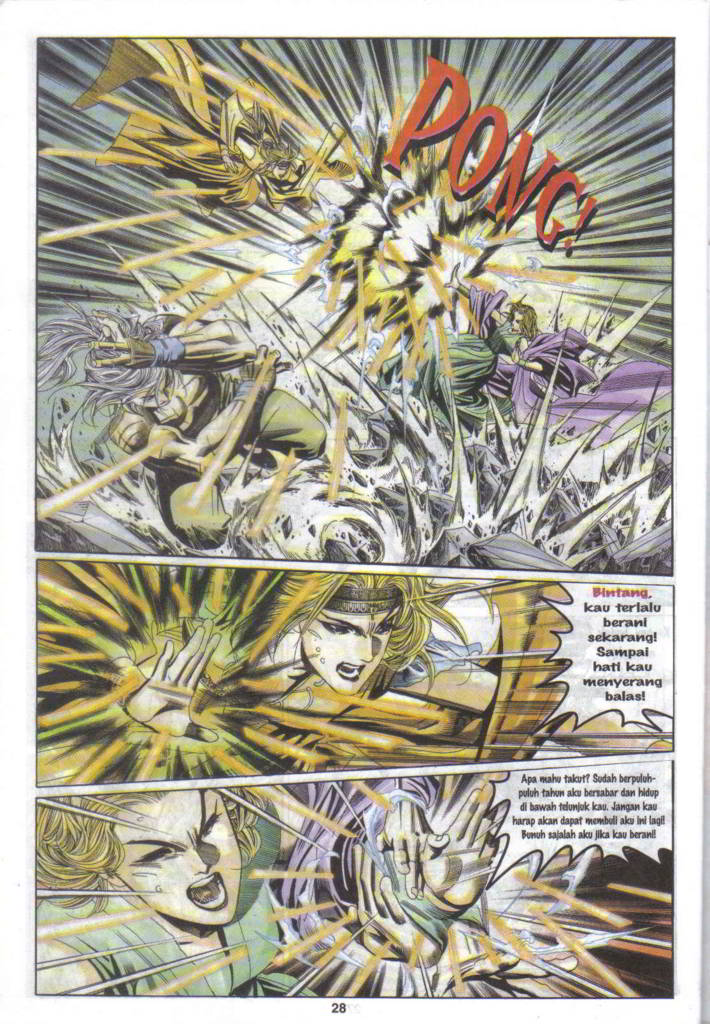 PONG!
Bintang,
kau terlalu
berani
sekarang!
Sampai
hati kau
menyerang
balas!
Apa mahu takut? Sudah berpuluh-
puluh tahun aku bersabar dan hidup
di bawah telunjuk kau. Jangan kau
harap akan dapat membuli aku lagi!
Bunuh sajalah aku jika kau berani!
28